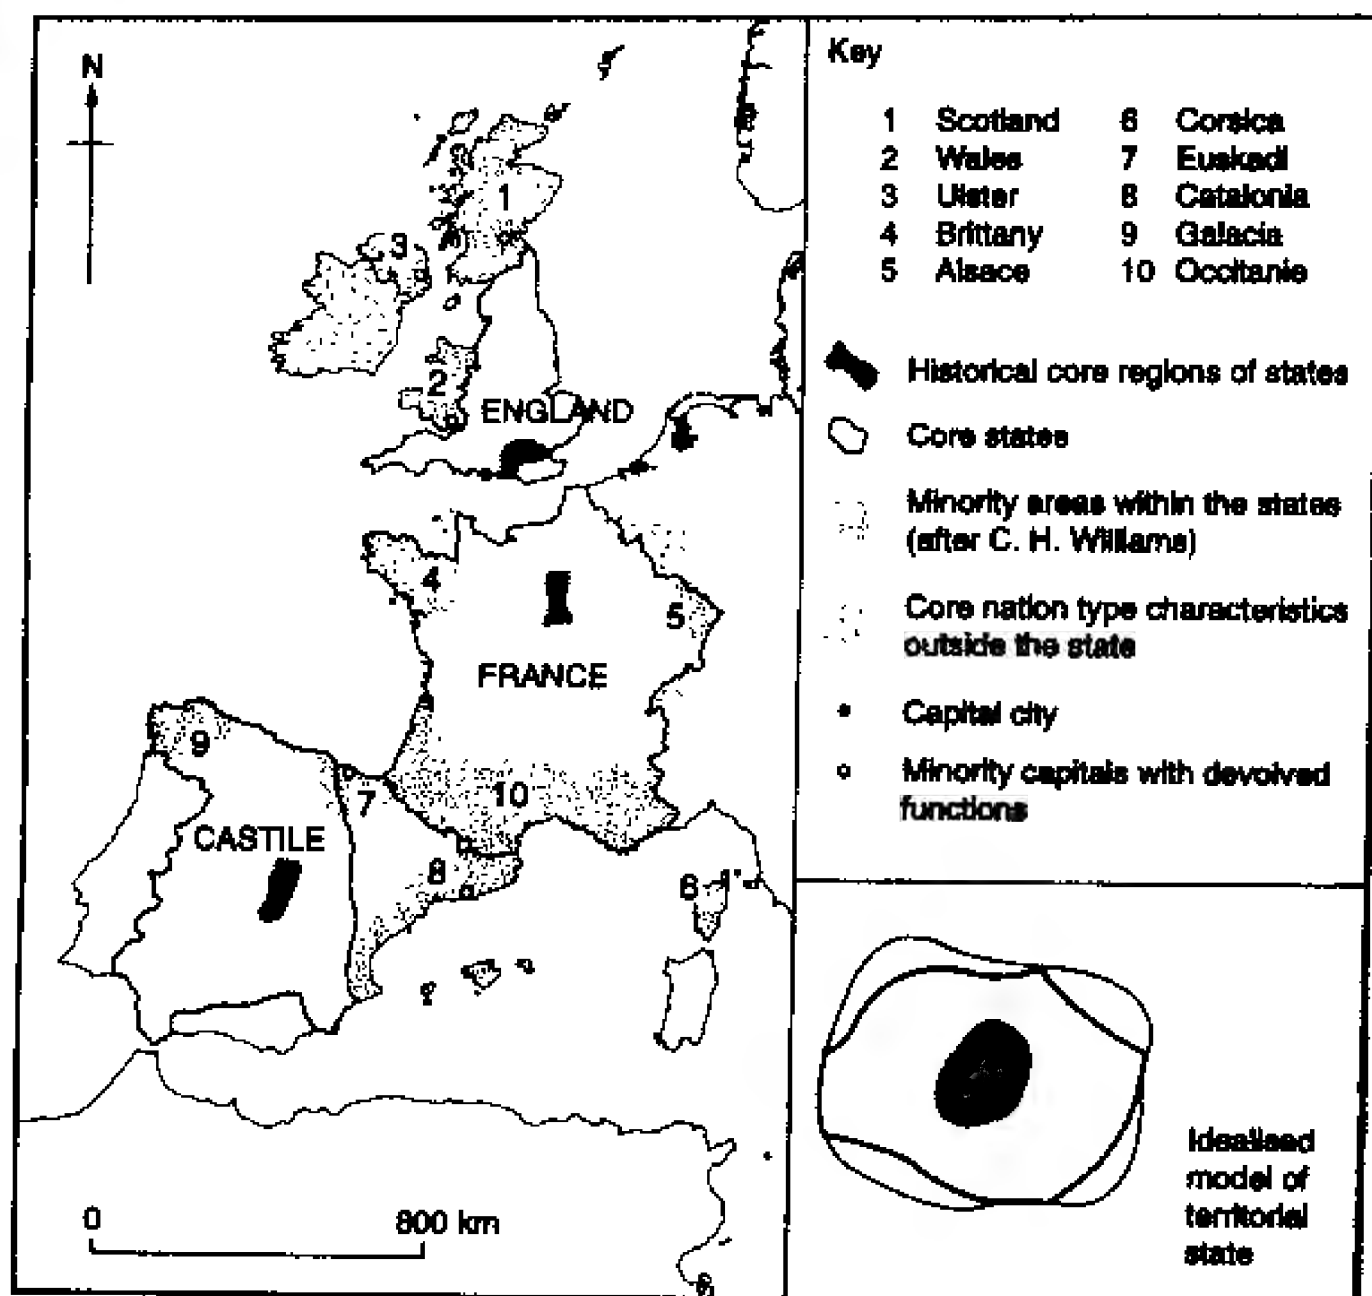 N
1
3
2
ENGLAND
4
5
FRANCE
9
7
10
CASTILE
8
6
0 800 km
Key
1 Scotland 6 Corsica
2 Wales 7 Euskadi
3 Ulster 8 Catalonia
4 Brittany 9 Galacia
5 Alsace 10 Occitanie
Historical core regions of states
Core states
Minority areas within the states
(after C. H. Williams)
Core nation type characteristics
outside the state
Capital city
Minority capitals with devolved
functions
Idealised
model of
territorial
state